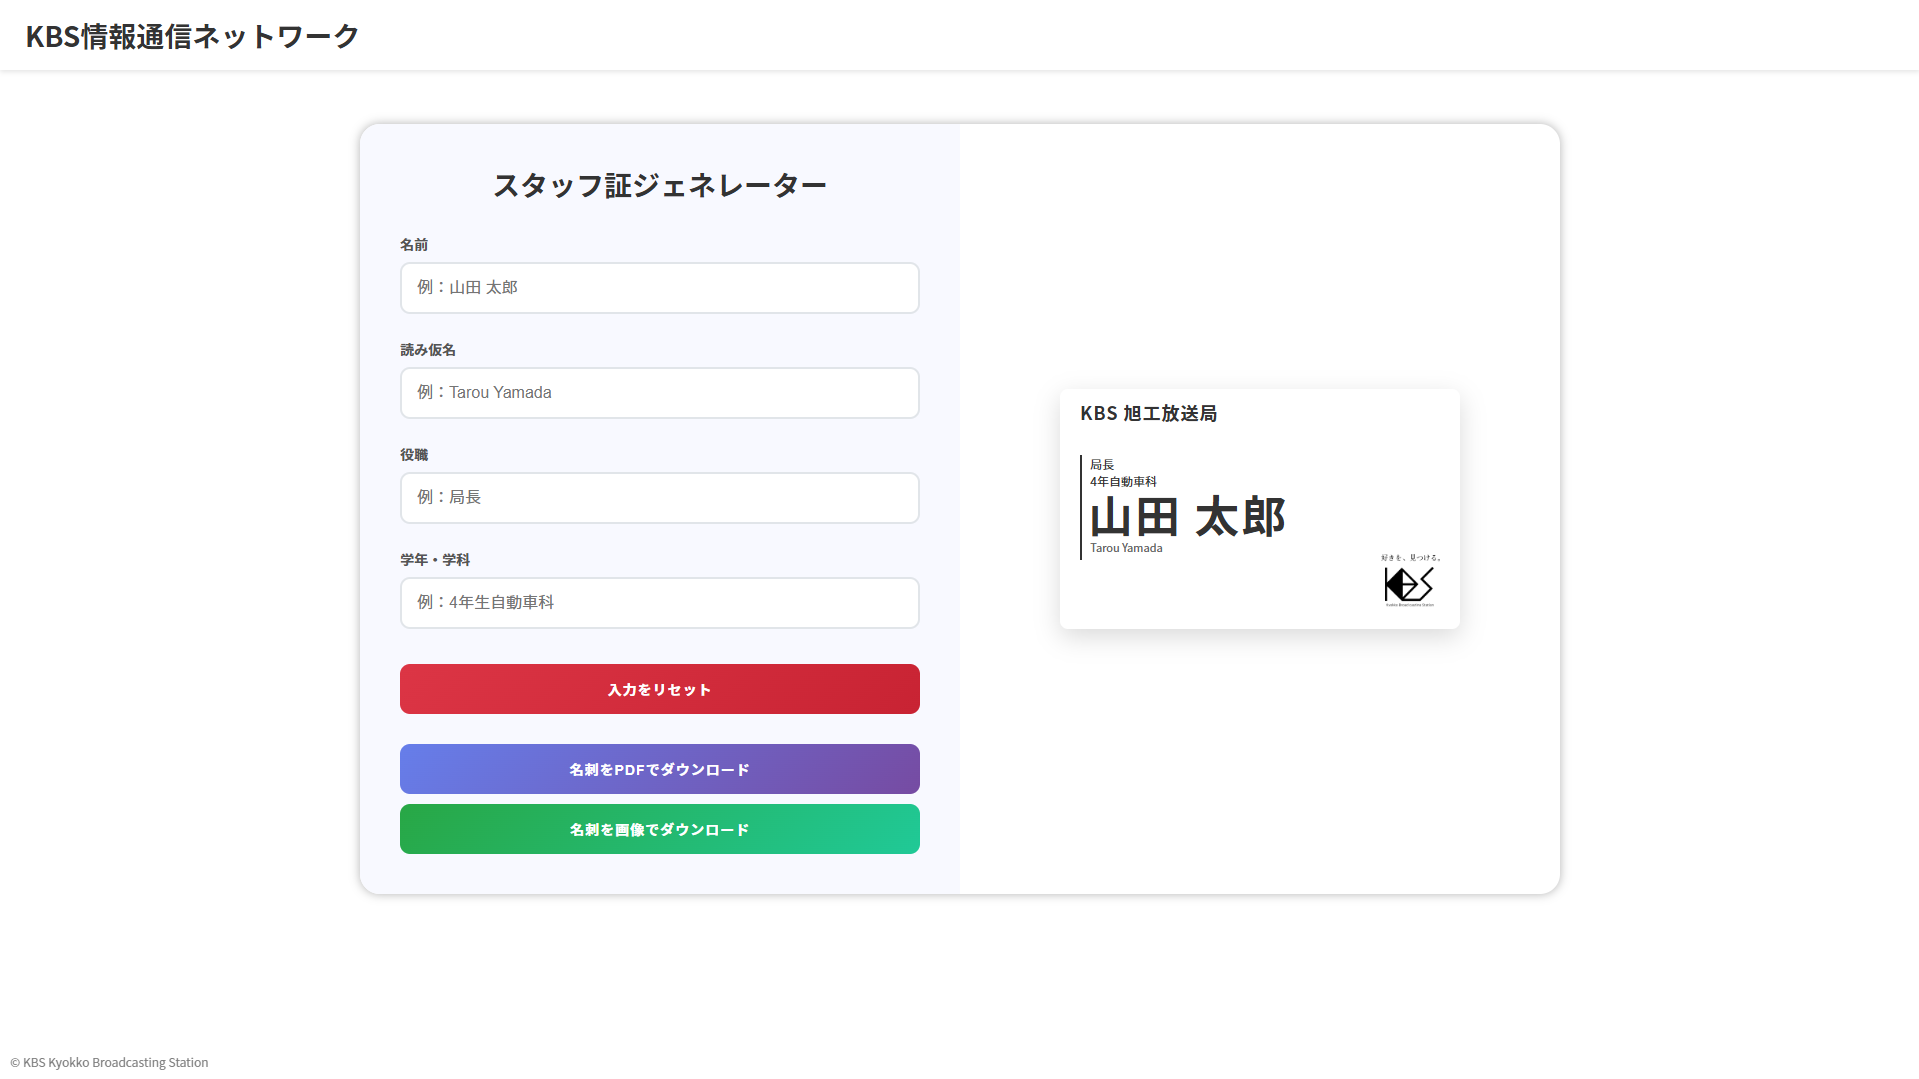 KBS情報通信ネットワーク
スタッフ証ジェネレーター
名前
例：山田 太郎
読み仮名
例：Tarou Yamada
役職
例：局長
学年・学科
例：4年生自動車科
入力をリセット
名刺をPDFでダウンロード
名刺を画像でダウンロード
KBS 旭工放送局
局長
4年自動車科
山田 太郎
Tarou Yamada
好きを、見つける。
KBS
Kyokko Broadcasting Station
© KBS Kyokko Broadcasting Station